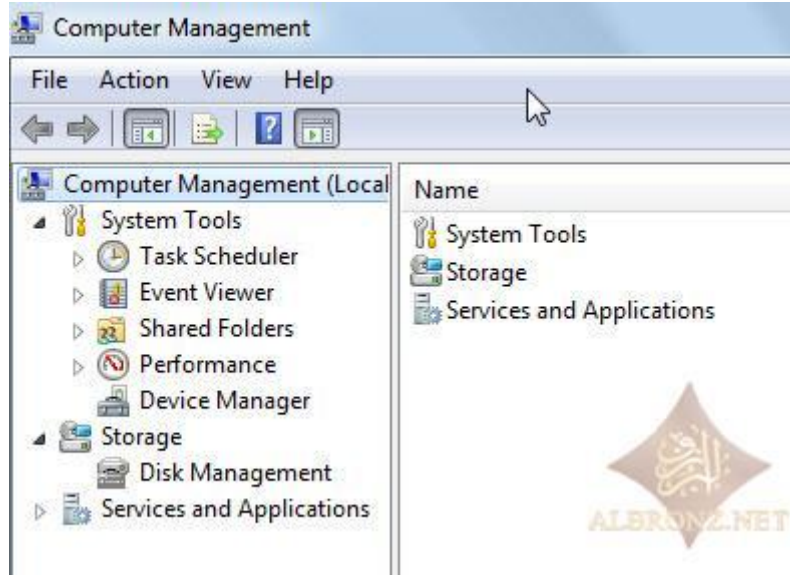 Computer Management
File Action View Help
Computer Management (Local
System Tools
Task Scheduler
Event Viewer
Shared Folders
Performance
Device Manager
Storage
Disk Management
Services and Applications
Name
System Tools
Storage
Services and Applications
ALBRONZ.NET